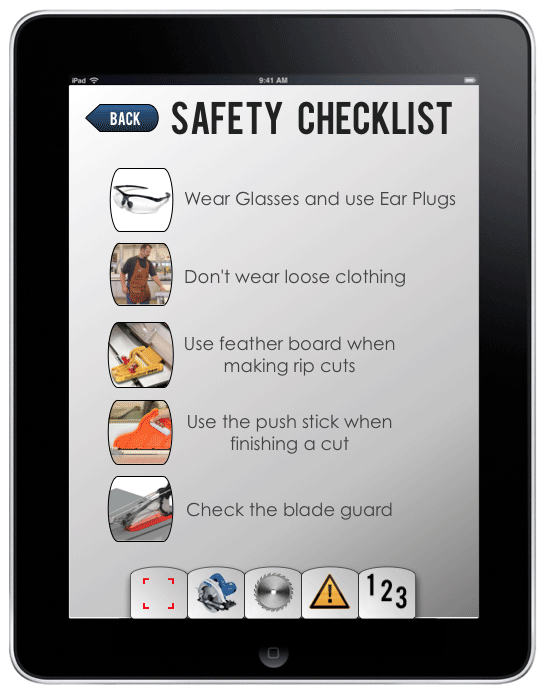 iPad 9:41 AM
BACK SAFETY CHECKLIST
Wear Glasses and use Ear Plugs
Don't wear loose clothing
Use feather board when
making rip cuts
Use the push stick when
finishing a cut
Check the blade guard
123